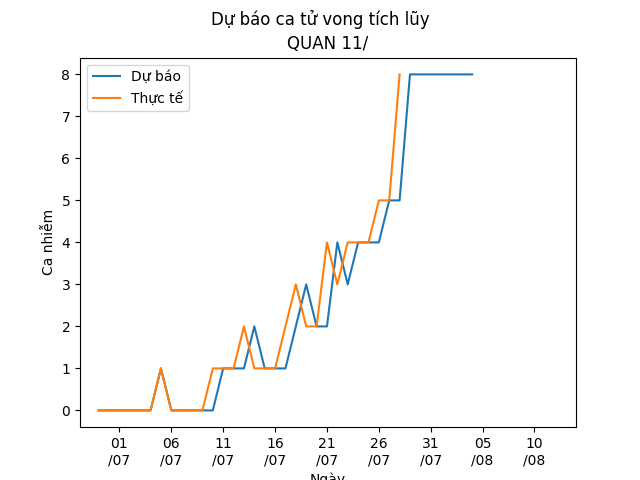 Dự báo ca tử vong tích lũy
QUAN 11/
Dự báo
Thực tế
Ca nhiễm
8
7
6
5
4
3
2
1
0
01 06 11 16 21 26 31 05 10
/07 /07 /07 /07 /07 /07 /07 /08 /08
Ngày